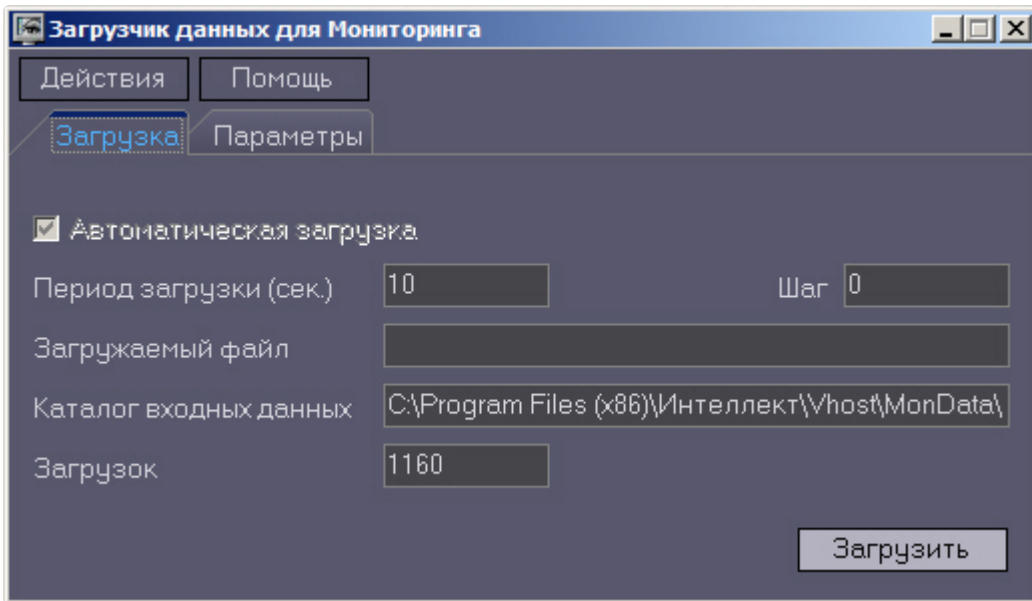 Загрузчик данных для Мониторинга
Действия Помощь
Загрузка Параметры
Автоматическая загрузка
Период загрузки (сек.) 10 Шаг 0
Загружаемый файл
Каталог входных данных C:\Program Files (x86)\Интеллект\Vhost\MonData\
Загрузок 1160
Загрузить